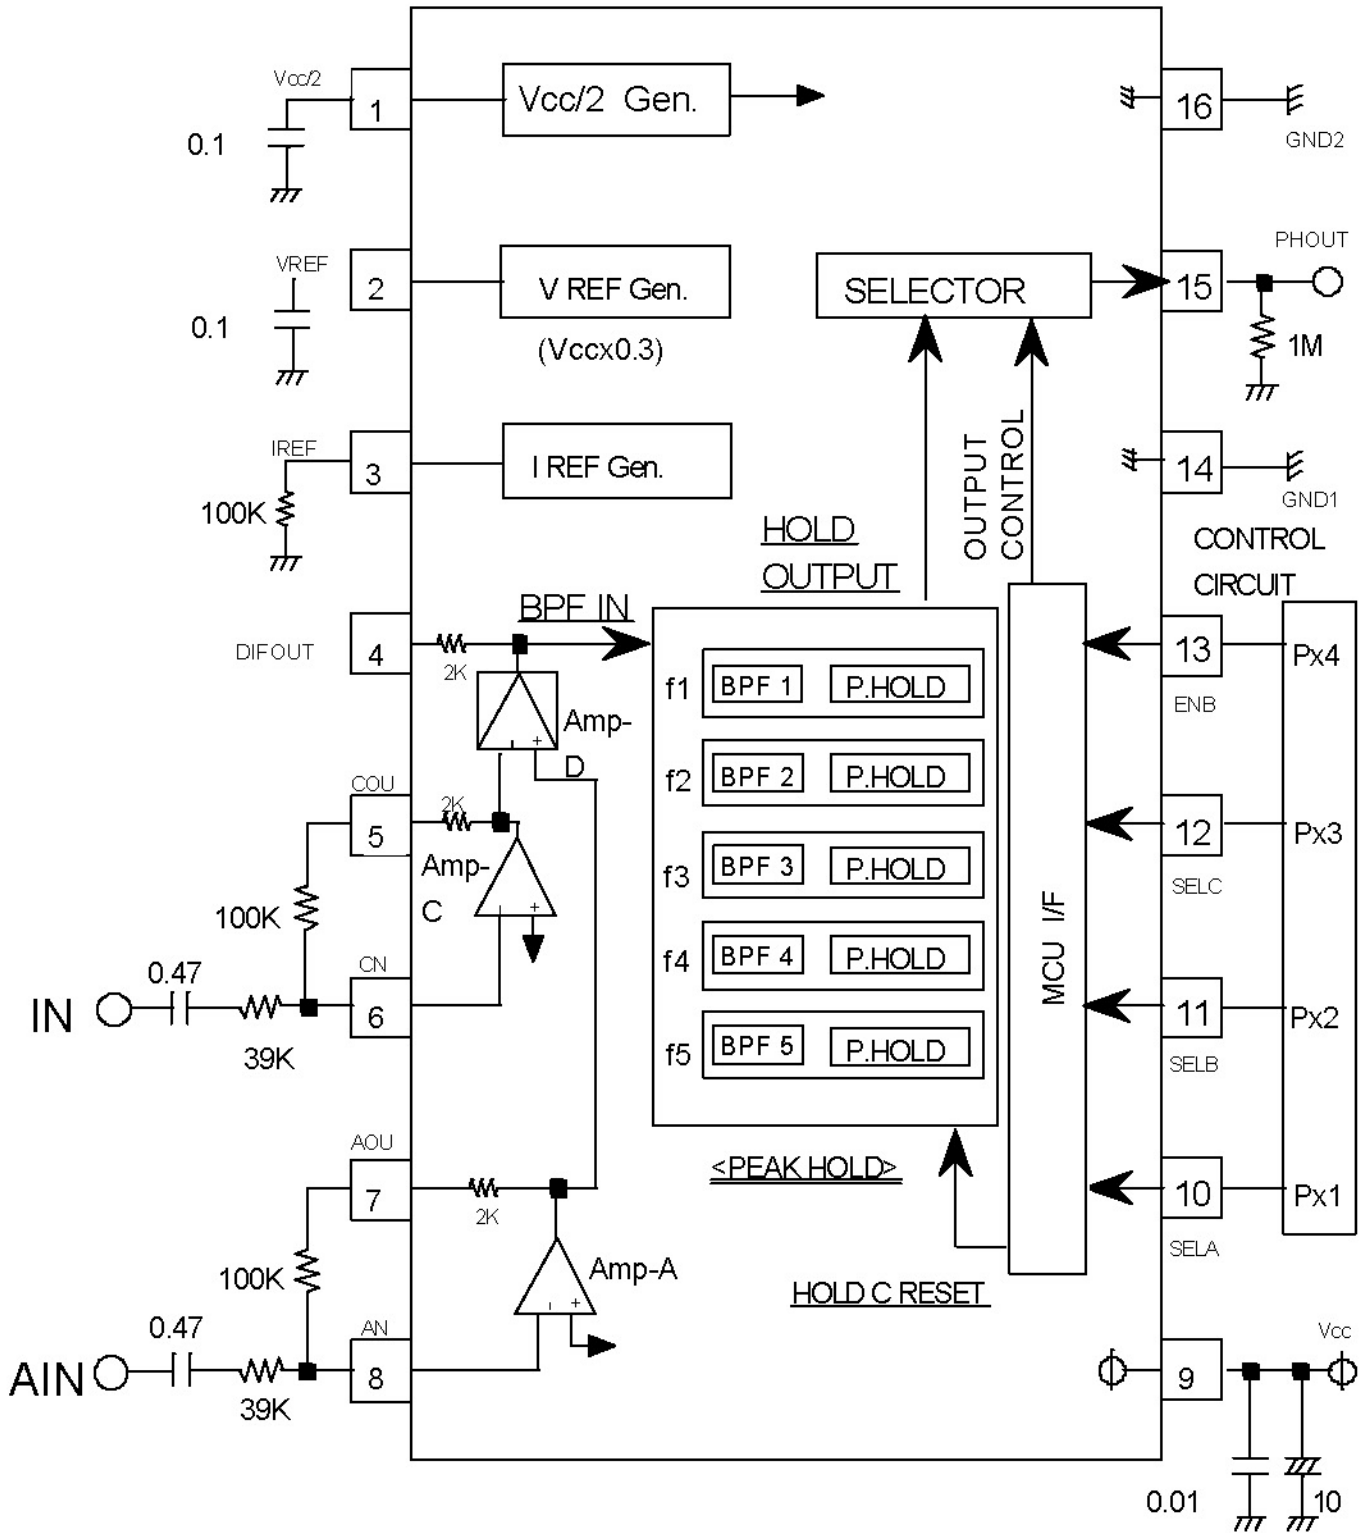 Vcc/2
1
Vcc/2 Gen.
16
0.1
GND2
VREF
2
V REF Gen.
(Vccx0.3)
0.1
SELECTOR
15
PHOUT
1M
IREF
3
I REF Gen.
100K
OUTPUT
CONTROL
14
GND1
HOLD
OUTPUT
CONTROL
CIRCUIT
BPF IN
DIFOUT
4
2K
Amp-
D
13
Px4
ENB
f1
BPF 1
P.HOLD
f2
BPF 2
P.HOLD
f3
BPF 3
P.HOLD
f4
BPF 4
P.HOLD
f5
BPF 5
P.HOLD
MCU I/F
COU
5
2K
Amp-
C
12
Px3
SELC
100K
CN
6
0.47
IN
39K
11
Px2
SELB
AOU
7
2K
<PEAK HOLD>
10
Px1
SELA
100K
Amp-A
HOLD C RESET
AN
8
0.47
AIN
39K
9
Vcc
0.01
10